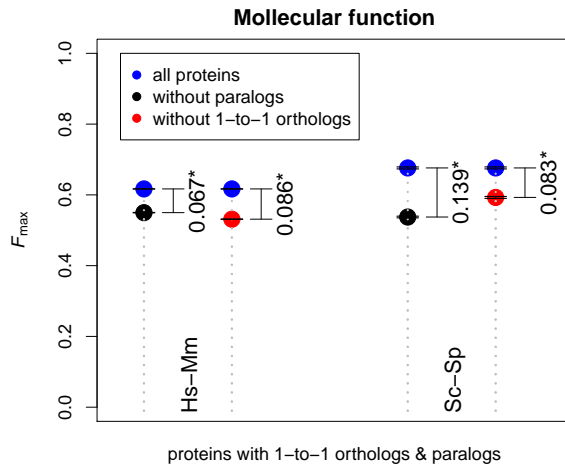 Mollecular function
1.0
0.8
0.6
0.4
0.2
0.0
Fmax
all proteins
without paralogs
without 1−to−1 orthologs
0.067*
0.086*
0.139*
0.083*
Hs−Mm
Sc−Sp
proteins with 1−to−1 orthologs & paralogs